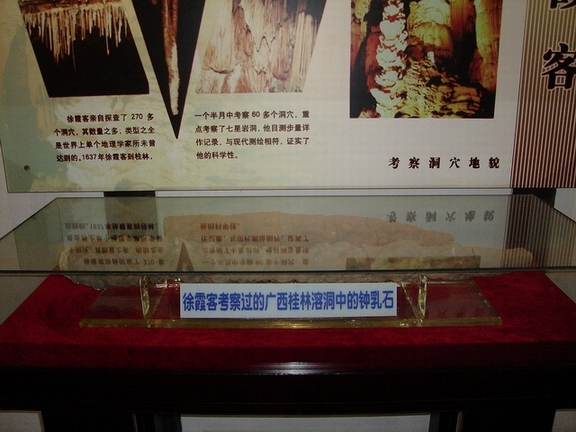 客
徐霞客亲自探查了 270 多
个洞穴，其数量之多，类型之全
是世界上单个地理学家所未曾
达到的。1637年徐霞客到桂林，
一个半月中考察 60 多个洞穴，重
点考察了七星岩洞，他目测步量详
作记录，与现代测绘相符，证实了
他的科学性。
考察洞穴地貌
徐霞客考察过的广西桂林溶洞中的钟乳石